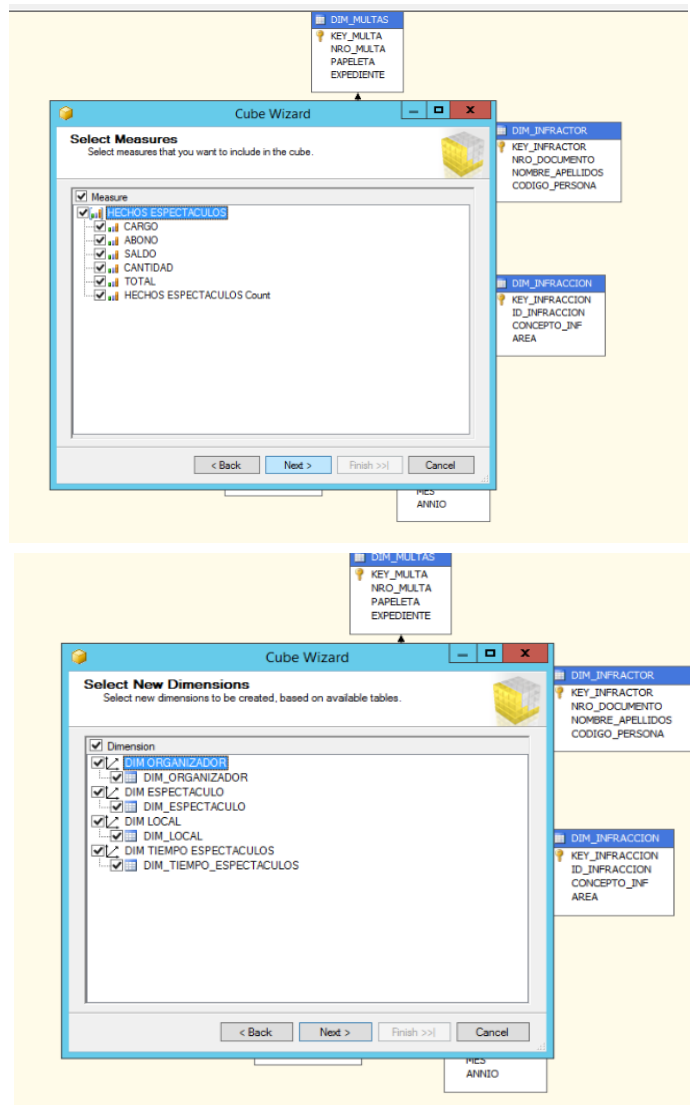 DIM_MULTAS
KEY_MULTA
NRO_MULTA
PAPELETA
EXPEDIENTE
Cube Wizard
Select Measures
Select measures that you want to include in the cube.
Measure
HECHOS ESPECTACULOS
CARGO
ABONO
SALDO
CANTIDAD
TOTAL
HECHOS ESPECTACULOS Count
< Back
Next >
Finish >>|
Cancel
DIM_INFRACTOR
KEY_INFRACTOR
NRO_DOCUMENTO
NOMBRE_APELLIDOS
CODIGO_PERSONA
DIM_INFRACCION
KEY_INFRACCION
ID_INFRACCION
CONCEPTO_INF
AREA
MES
ANNIO
DIM_MULTAS
KEY_MULTA
NRO_MULTA
PAPELETA
EXPEDIENTE
Cube Wizard
Select New Dimensions
Select new dimensions to be created, based on available tables.
Dimension
DIM ORGANIZADOR
DIM_ORGANIZADOR
DIM ESPECTACULO
DIM_ESPECTACULO
DIM LOCAL
DIM_LOCAL
DIM TIEMPO ESPECTACULOS
DIM_TIEMPO_ESPECTACULOS
< Back
Next >
Finish >>|
Cancel
DIM_INFRACTOR
KEY_INFRACTOR
NRO_DOCUMENTO
NOMBRE_APELLIDOS
CODIGO_PERSONA
DIM_INFRACCION
KEY_INFRACCION
ID_INFRACCION
CONCEPTO_INF
AREA
MES
ANNIO